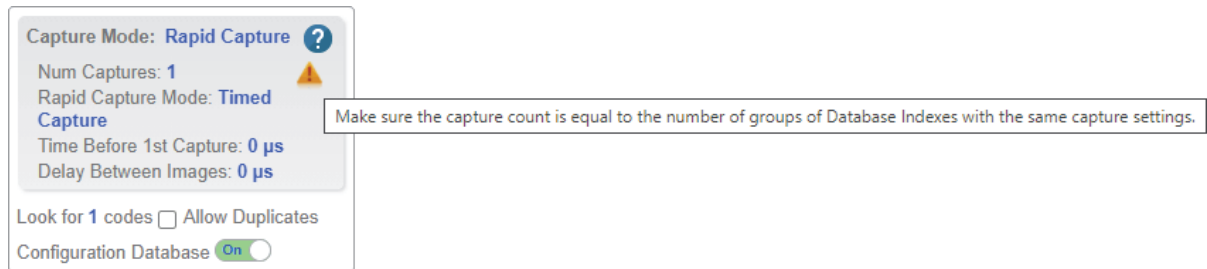 Capture Mode: Rapid Capture ?
Num Captures: 1
Rapid Capture Mode: Timed
Capture
Make sure the capture count is equal to the number of groups of Database Indexes with the same capture settings.
Time Before 1st Capture: 0 µs
Delay Between Images: 0 µs
Look for 1 codes Allow Duplicates
Configuration Database On